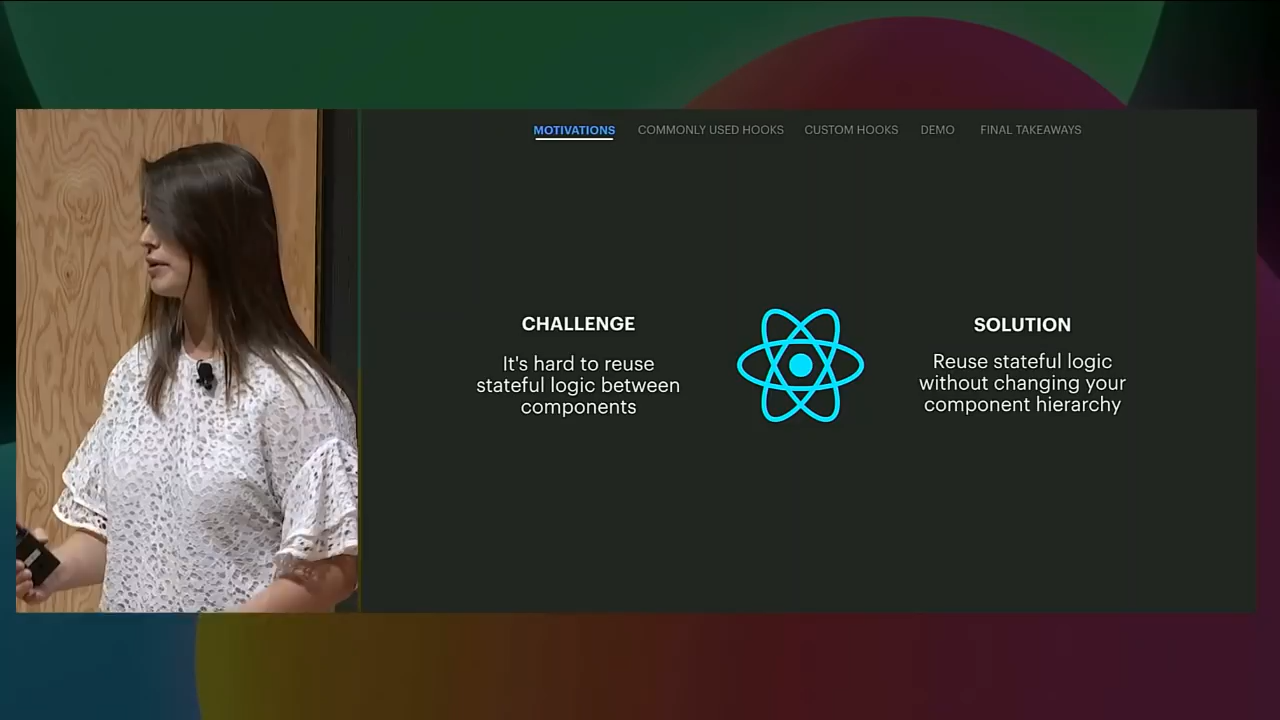 MOTIVATIONS COMMONLY USED HOOKS CUSTOM HOOKS DEMO FINAL TAKEAWAYS
CHALLENGE
It's hard to reuse
stateful logic between
components
SOLUTION
Reuse stateful logic
without changing your
component hierarchy